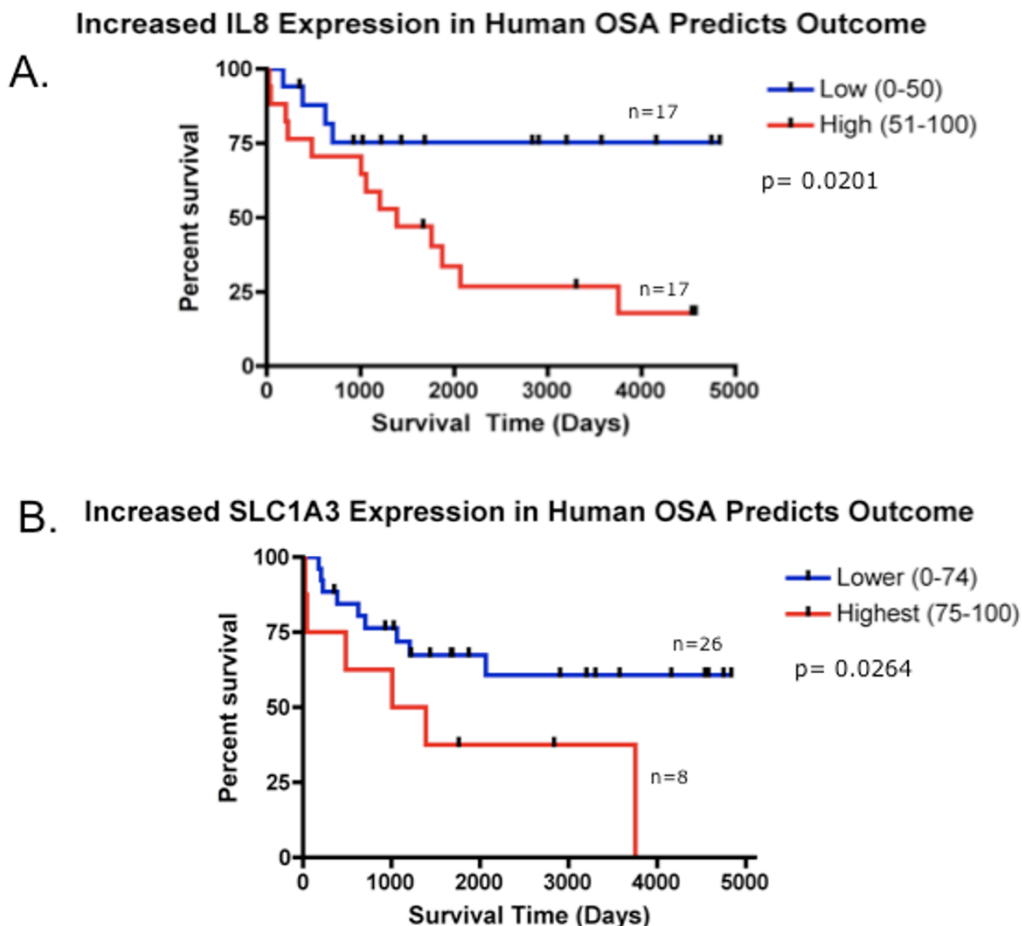 Increased IL8 Expression in Human OSA Predicts Outcome
A.
100
75
50
25
0
Percent survival
0 1000 2000 3000 4000 5000
Survival Time (Days)
n=17
n=17
Low (0-50)
High (51-100)
p= 0.0201
B.
Increased SLC1A3 Expression in Human OSA Predicts Outcome
100
75
50
25
0
Percent survival
0 1000 2000 3000 4000 5000
Survival Time (Days)
n=26
n=8
Lower (0-74)
Highest (75-100)
p= 0.0264